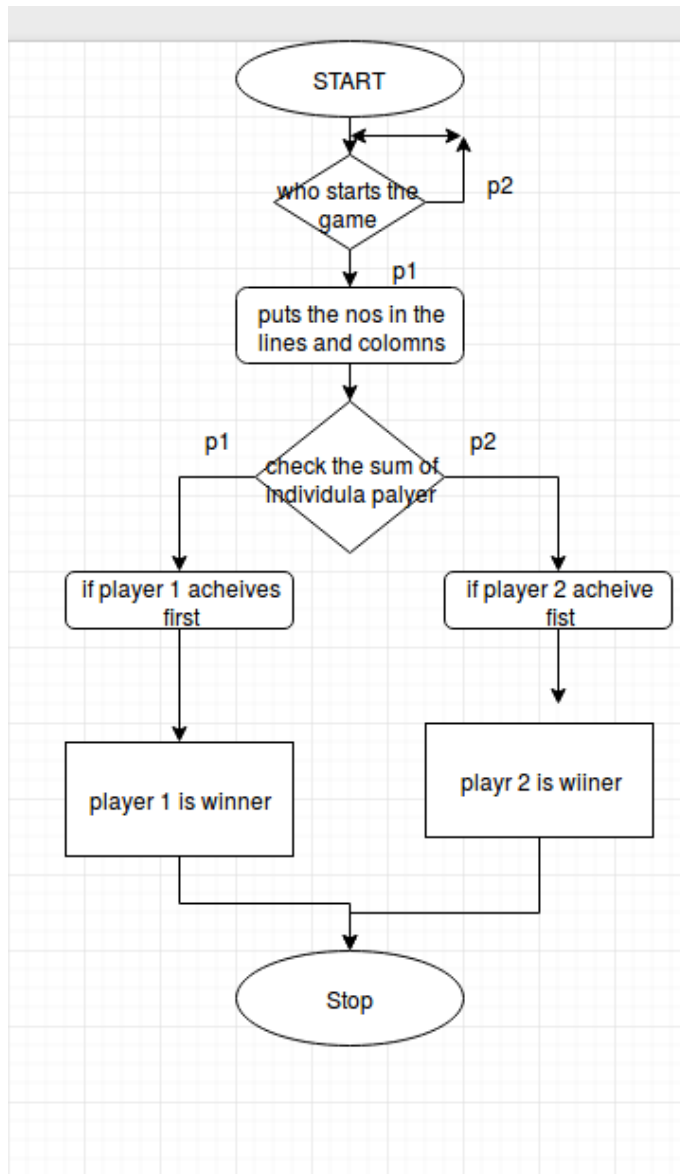 START
who starts the
game
p2
p1
puts the nos in the
lines and colomns
p1
p2
check the sum of
individula palyer
if player 1 acheives
first
if player 2 acheive
fist
player 1 is winner
playr 2 is wiiner
Stop